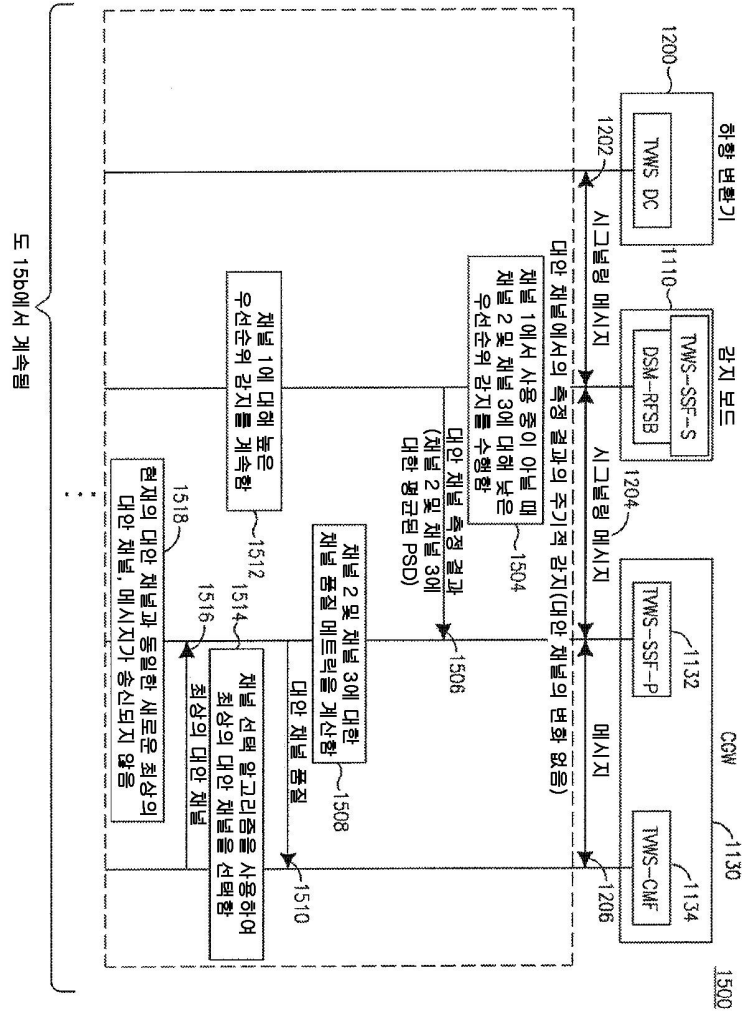 1500
하향 변환기
1200
TVWS DC
감지 보드
1110
TVWS-SSF-S
DSM-RFSB
CGW
1130
TVWS-SSF-P
1132
TVWS-CMF
1134
1202
시그널링 메시지
시그널링 메시지
1204
메시지
1206
대안 채널에서의 측정 결과의 주기적 감지(대안 채널의 변화 없음)
채널 1에서 사용 중이 아닐 때
채널 2 및 채널 3에 대해 낮은
우선순위 감지를 수행함
1504
대안 채널 측정 결과
(채널 2 및 채널 3에
대한 평균된 PSD)
1506
채널 2 및 채널 3에 대한
채널 품질 메트릭을 계산함
1508
대안 채널 품질
1510
채널 1에 대해 높은
우선순위 감지를 계속함
1512
채널 선택 알고리즘을 사용하여
최상의 대안 채널을 선택함
1514
최상의 대안 채널
1516
현재의 대안 채널과 동일한 새로운 최상의
대안 채널, 메시지가 송신되지 않음
1518
도 15b에서 계속됨